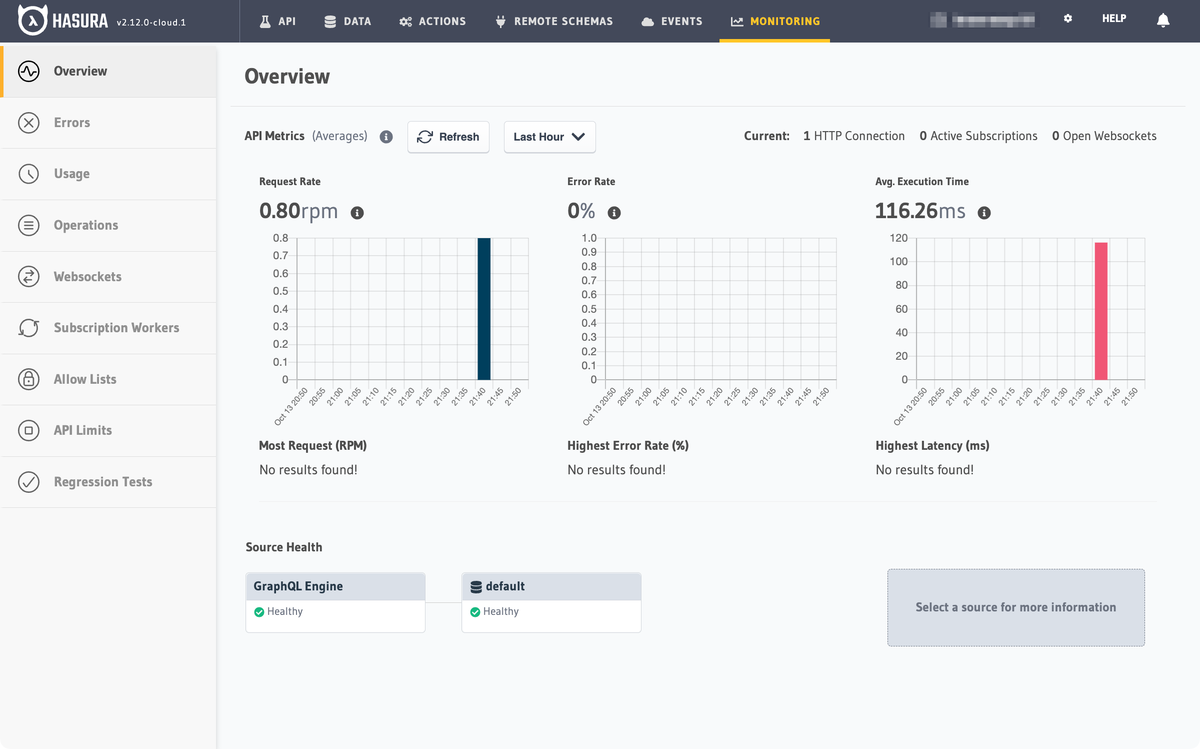 HASURA v2.12.0-cloud.1 API DATA ACTIONS REMOTE SCHEMAS EVENTS MONITORING HELP
Overview
Errors
Usage
Operations
Websockets
Subscription Workers
Allow Lists
API Limits
Regression Tests
Overview
API Metrics (Averages) Refresh Last Hour Current: 1 HTTP Connection 0 Active Subscriptions 0 Open Websockets
Request Rate
0.80rpm
0.8
0.7
0.6
0.5
0.4
0.3
0.2
0.1
0
Oct 13 20:50 20:55 21:00 21:05 21:10 21:15 21:20 21:25 21:30 21:35 21:40 21:45 21:50
Most Request (RPM)
No results found!
Error Rate
0%
1.0
0.9
0.8
0.7
0.6
0.5
0.4
0.3
0.2
0.1
0
Oct 13 20:50 20:55 21:00 21:05 21:10 21:15 21:20 21:25 21:30 21:35 21:40 21:45 21:50
Highest Error Rate (%)
No results found!
Avg. Execution Time
116.26ms
120
100
80
60
40
20
0
Oct 13 20:50 20:55 21:00 21:05 21:10 21:15 21:20 21:25 21:30 21:35 21:40 21:45 21:50
Highest Latency (ms)
No results found!
Source Health
GraphQL Engine
Healthy
default
Healthy
Select a source for more information